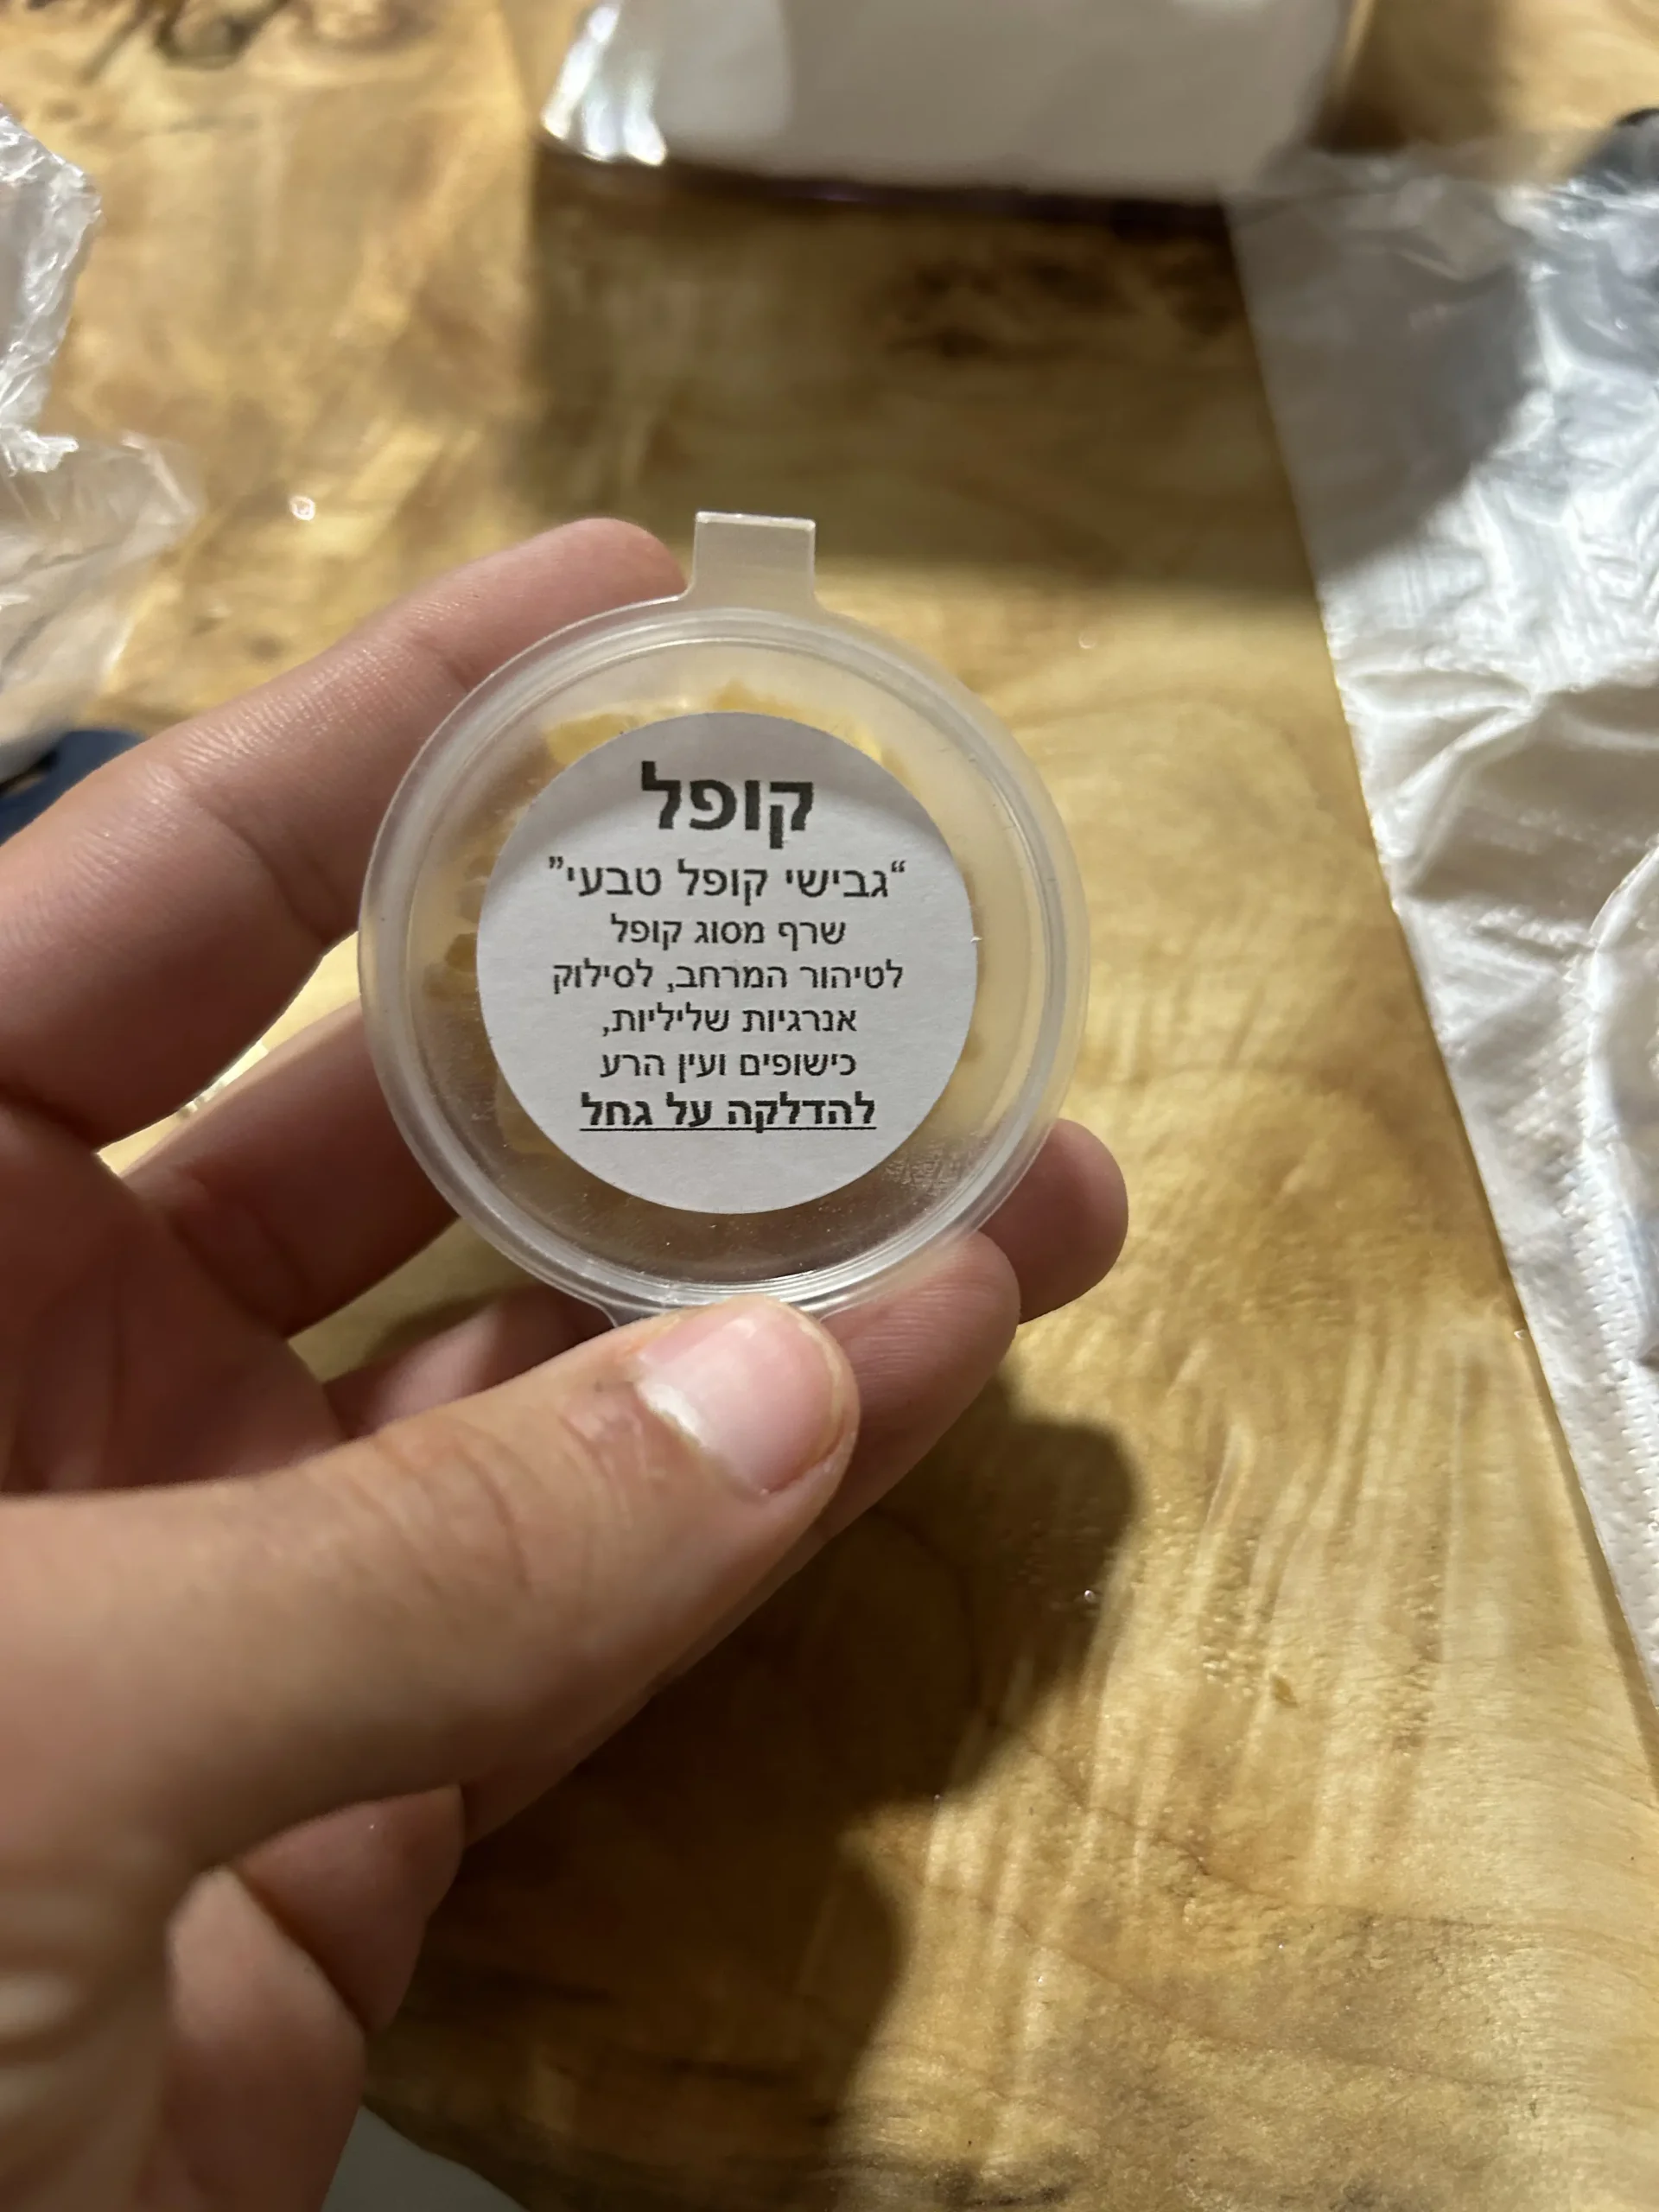 קופל
“גבישי קופל טבעי”
שרף מסוג קופל
לטיהור המרחב, לסילוק
אנרגיות שליליות,
כישופים ועין הרע
להדלקה על גחל